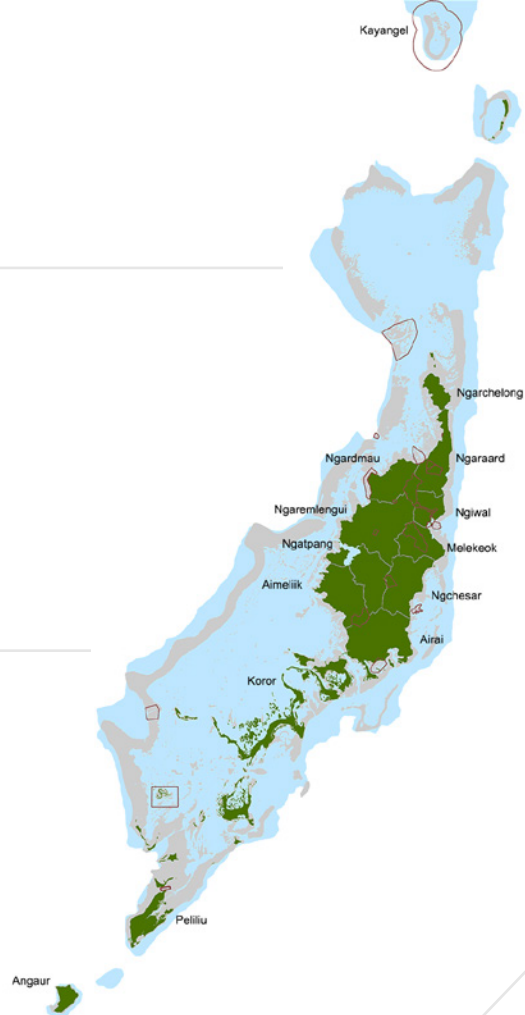 Kayangel
Ngarchelong
Ngardmau
Ngaraard
Ngaremlengui
Ngiwal
Ngatpang
Melekeok
Aimeliik
Ngchesar
Airai
Koror
Peliliu
Angaur